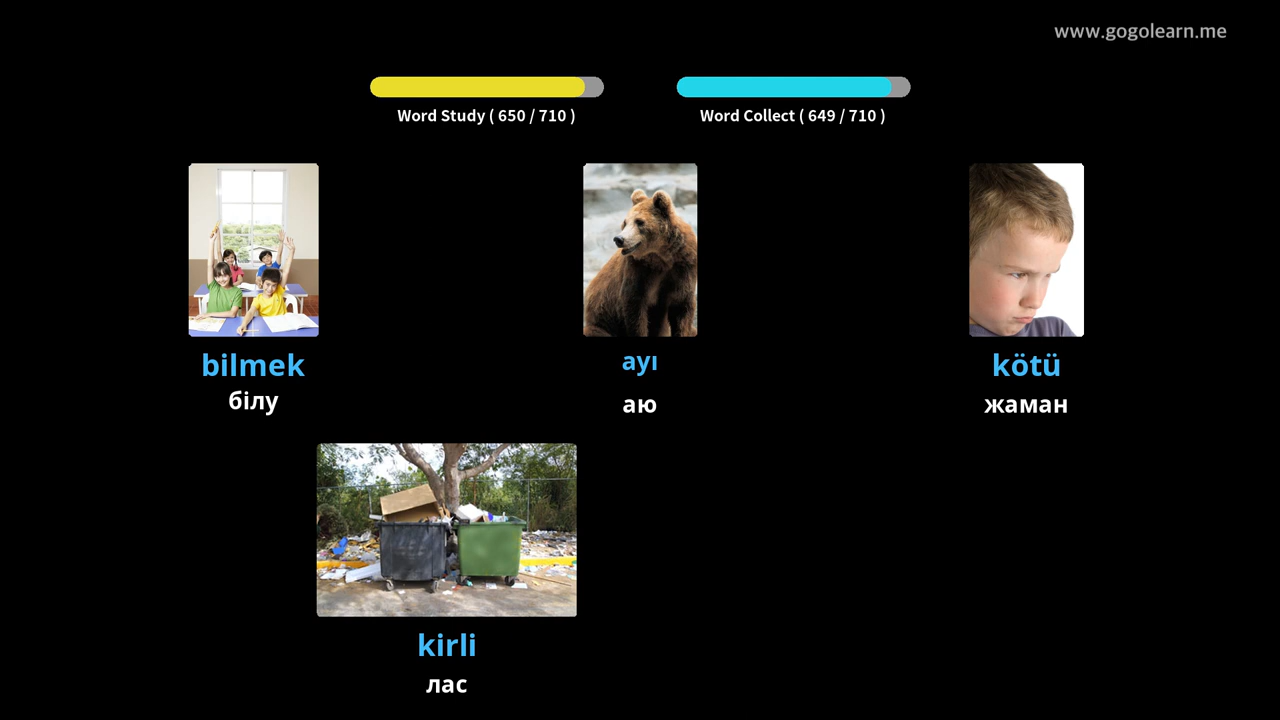 www.gogolearn.me
Word Study ( 650 / 710 )
Word Collect ( 649 / 710 )
bilmek
білу
ayı
аю
kötü
жаман
kirli
лас